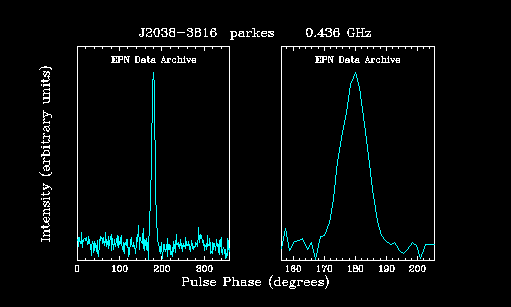 J2038-3816 parkes 0.436 GHz
EPN Data Archive EPN Data Archive
Intensity (arbitrary units)
0 100 200 300 160 170 180 190 200
Pulse Phase (degrees)